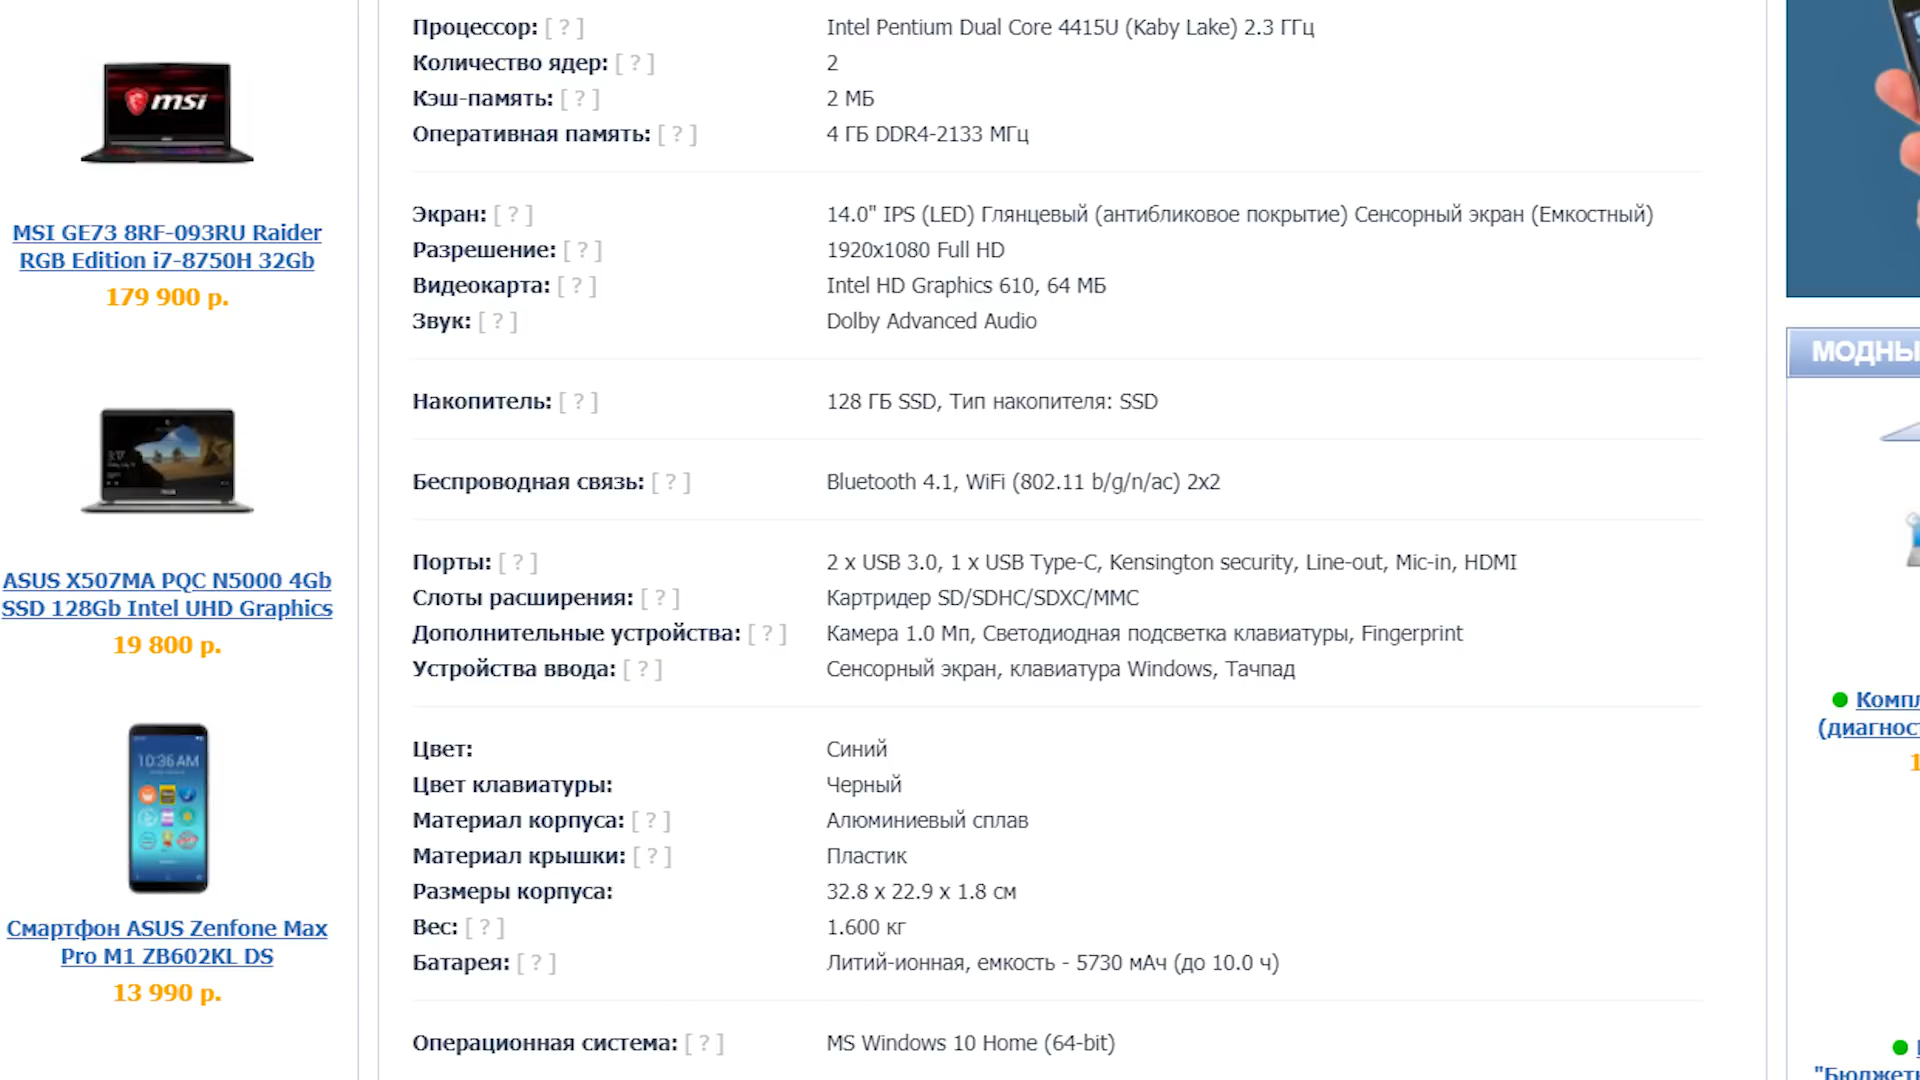 Процессор: [ ? ] Intel Pentium Dual Core 4415U (Kaby Lake) 2.3 ГГц
Количество ядер: [ ? ] 2
Кэш-память: [ ? ] 2 МБ
Оперативная память: [ ? ] 4 ГБ DDR4-2133 МГц
Экран: [ ? ] 14.0" IPS (LED) Глянцевый (антибликовое покрытие) Сенсорный экран (Емкостный)
Разрешение: [ ? ] 1920x1080 Full HD
Видеокарта: [ ? ] Intel HD Graphics 610, 64 МБ
Звук: [ ? ] Dolby Advanced Audio
Накопитель: [ ? ] 128 ГБ SSD, Тип накопителя: SSD
Беспроводная связь: [ ? ] Bluetooth 4.1, WiFi (802.11 b/g/n/ac) 2x2
Порты: [ ? ] 2 x USB 3.0, 1 x USB Type-C, Kensington security, Line-out, Mic-in, HDMI
Слоты расширения: [ ? ] Картридер SD/SDHC/SDXC/MMC
Дополнительные устройства: [ ? ] Камера 1.0 Мп, Светодиодная подсветка клавиатуры, Fingerprint
Устройства ввода: [ ? ] Сенсорный экран, клавиатура Windows, Тачпад
Цвет: Синий
Цвет клавиатуры: Черный
Материал корпуса: [ ? ] Алюминиевый сплав
Материал крышки: [ ? ] Пластик
Размеры корпуса: 32.8 x 22.9 x 1.8 см
Вес: [ ? ] 1.600 кг
Батарея: [ ? ] Литий-ионная, емкость - 5730 мАч (до 10.0 ч)
Операционная система: [ ? ] MS Windows 10 Home (64-bit)
msi
MSI GE73 8RF-093RU Raider
RGB Edition i7-8750H 32Gb
179 900 р.
ASUS X507MA PQC N5000 4Gb
SSD 128Gb Intel UHD Graphics
19 800 р.
10:36 AM
Смартфон ASUS Zenfone Max
Pro M1 ZB602KL DS
13 990 р.
МОДНЫ
Компл
(диагнос
"Бюджет